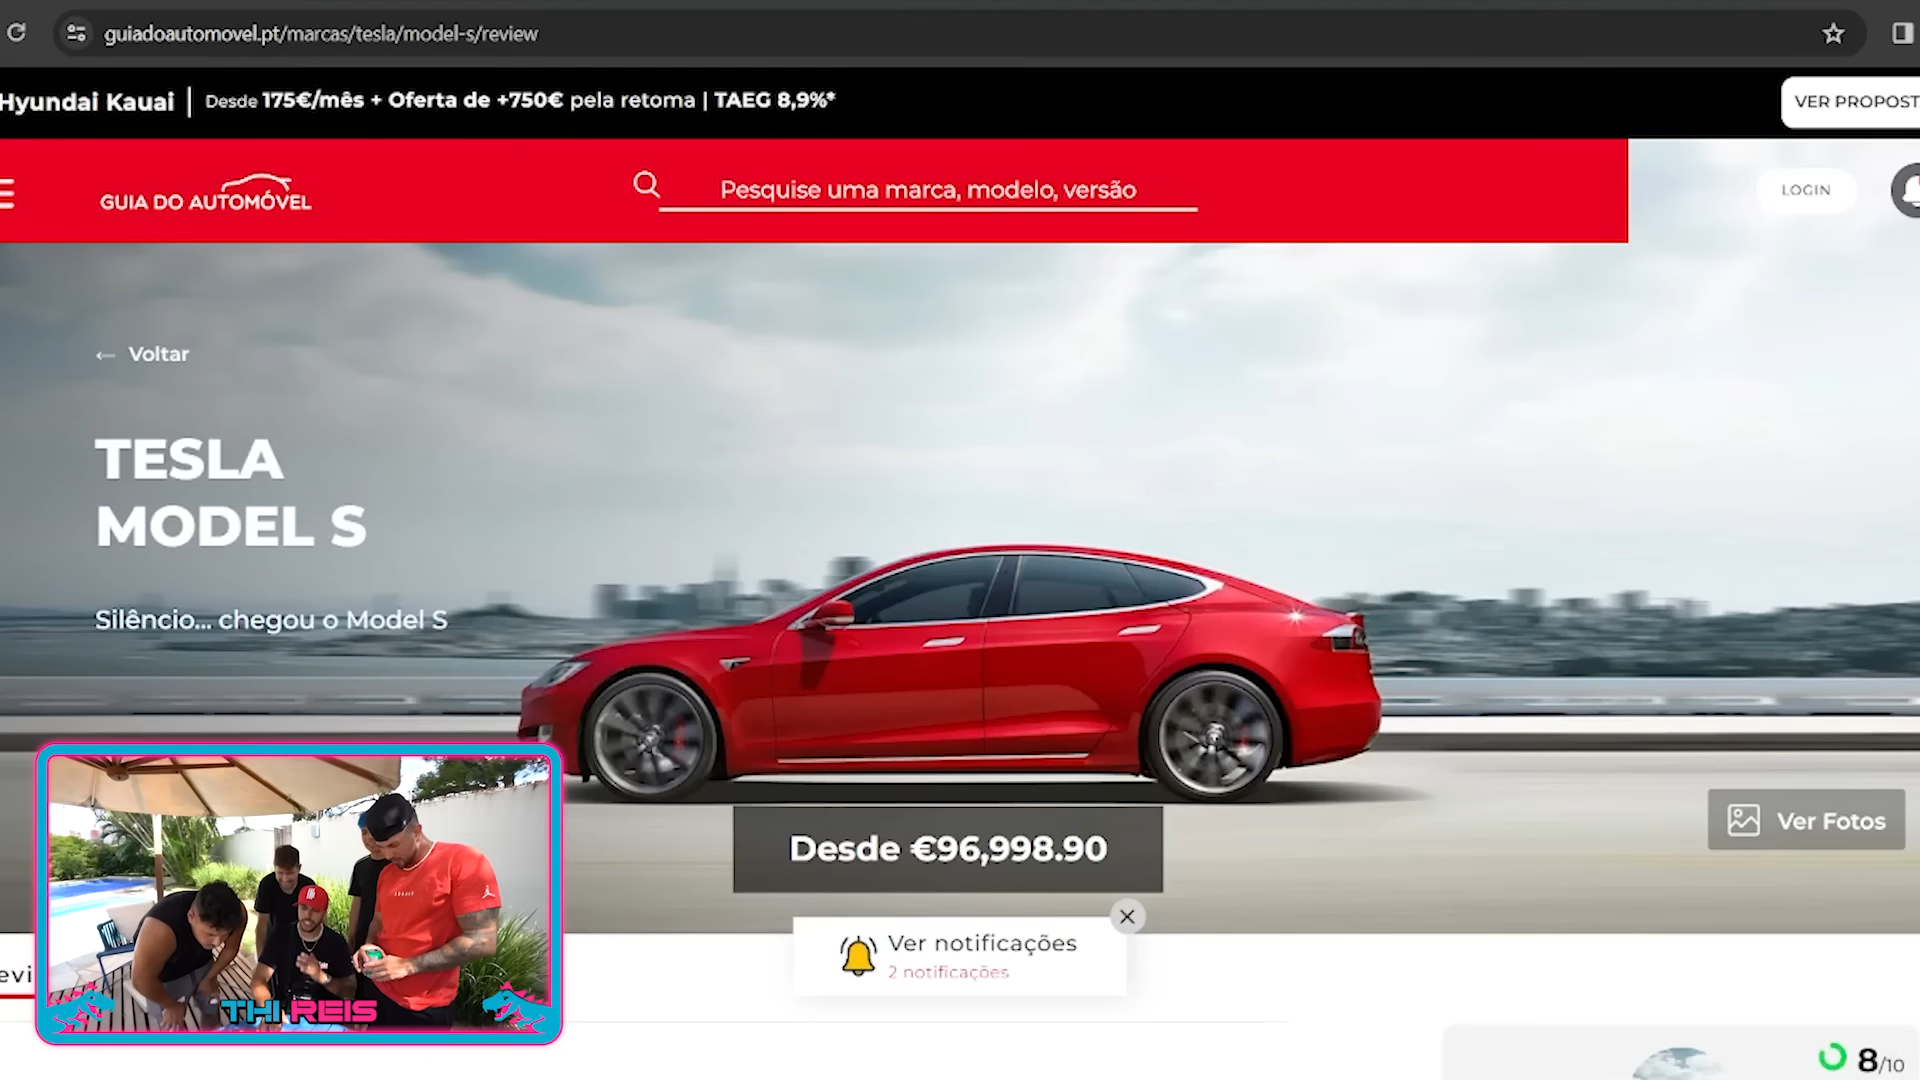 guiadoautomovel.pt/marcas/tesla/model-s/review
Hyundai Kauai | Desde 175€/mês + Oferta de +750€ pela retoma | TAEG 8,9%*
VER PROPOST
GUIA DO AUTOMÓVEL
Pesquise uma marca, modelo, versão
LOGIN
← Voltar
TESLA
MODEL S
Silêncio... chegou o Model S
Desde €96,998.90
Ver Fotos
Ver notificações
2 notificações
evi
THI REIS
8/10